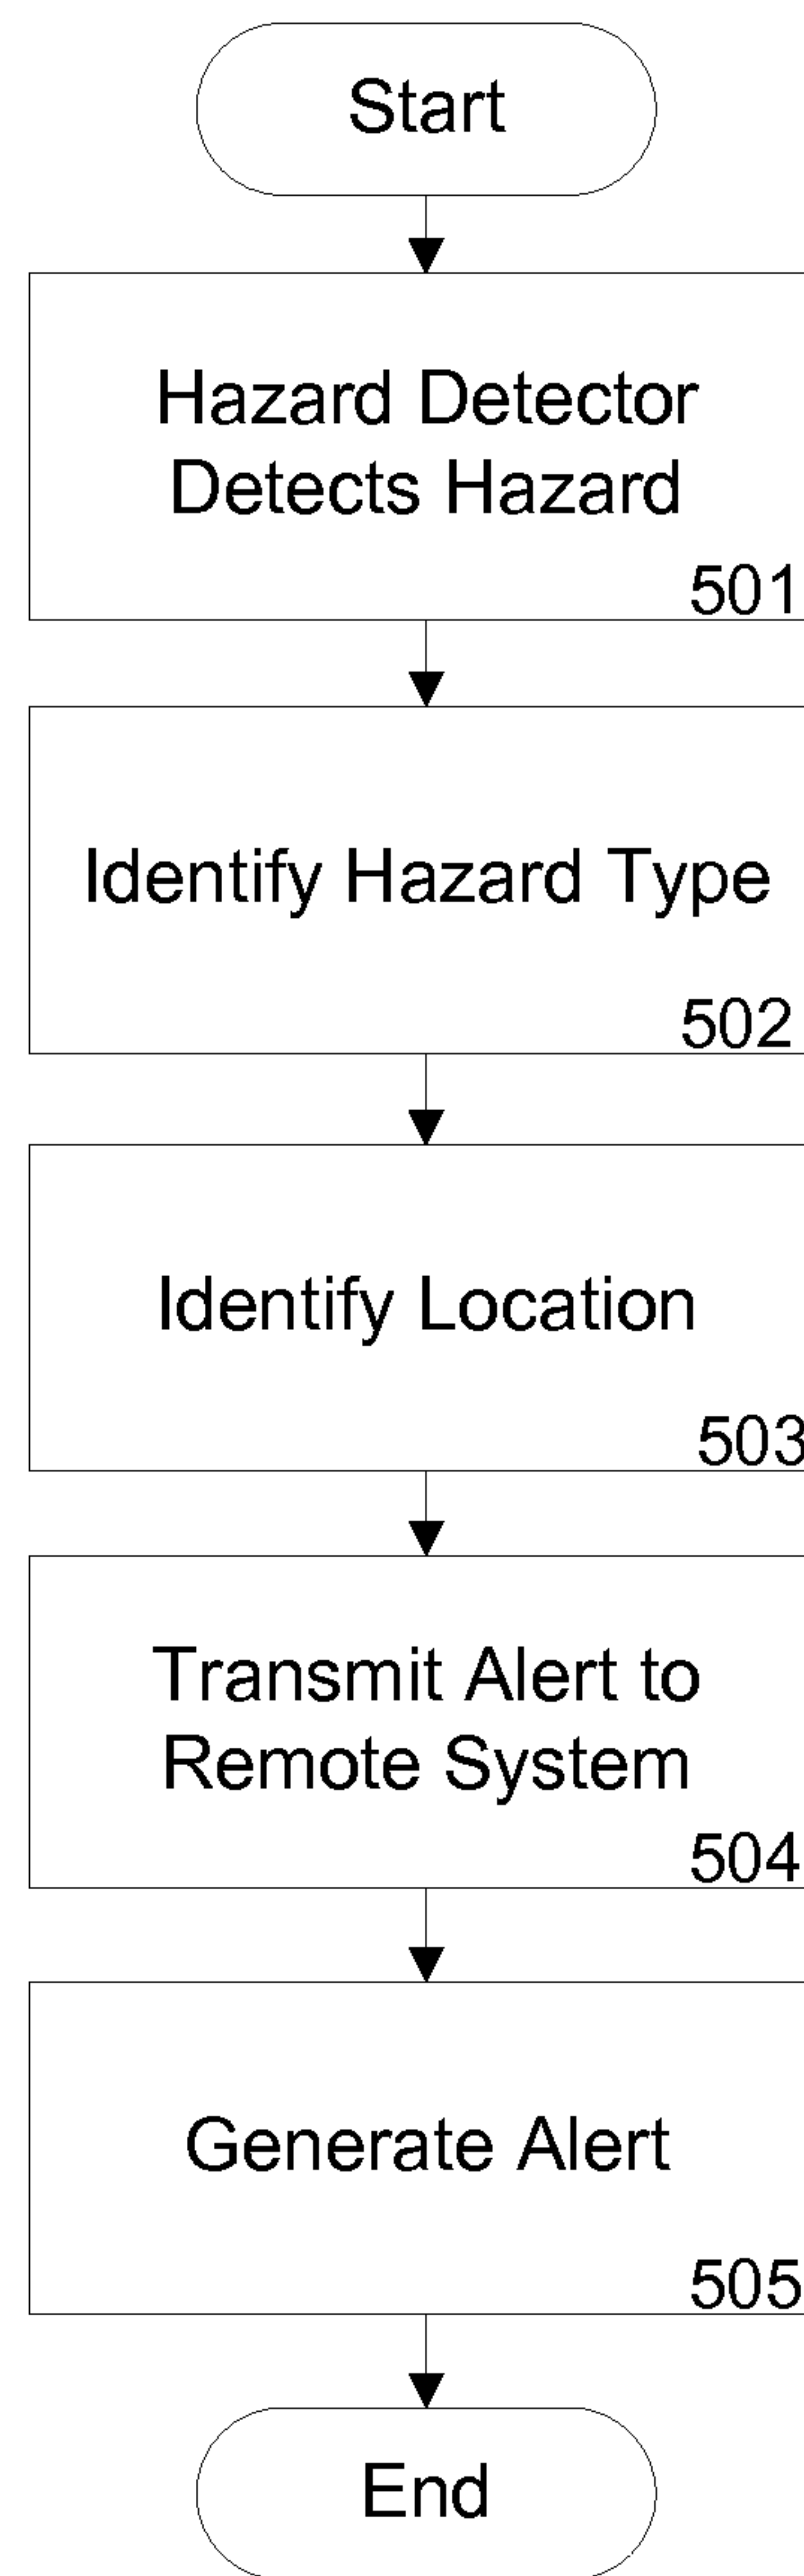 Start
Hazard Detector
Detects Hazard
501
Identify Hazard Type
502
Identify Location
503
Transmit Alert to
Remote System
504
Generate Alert
505
End